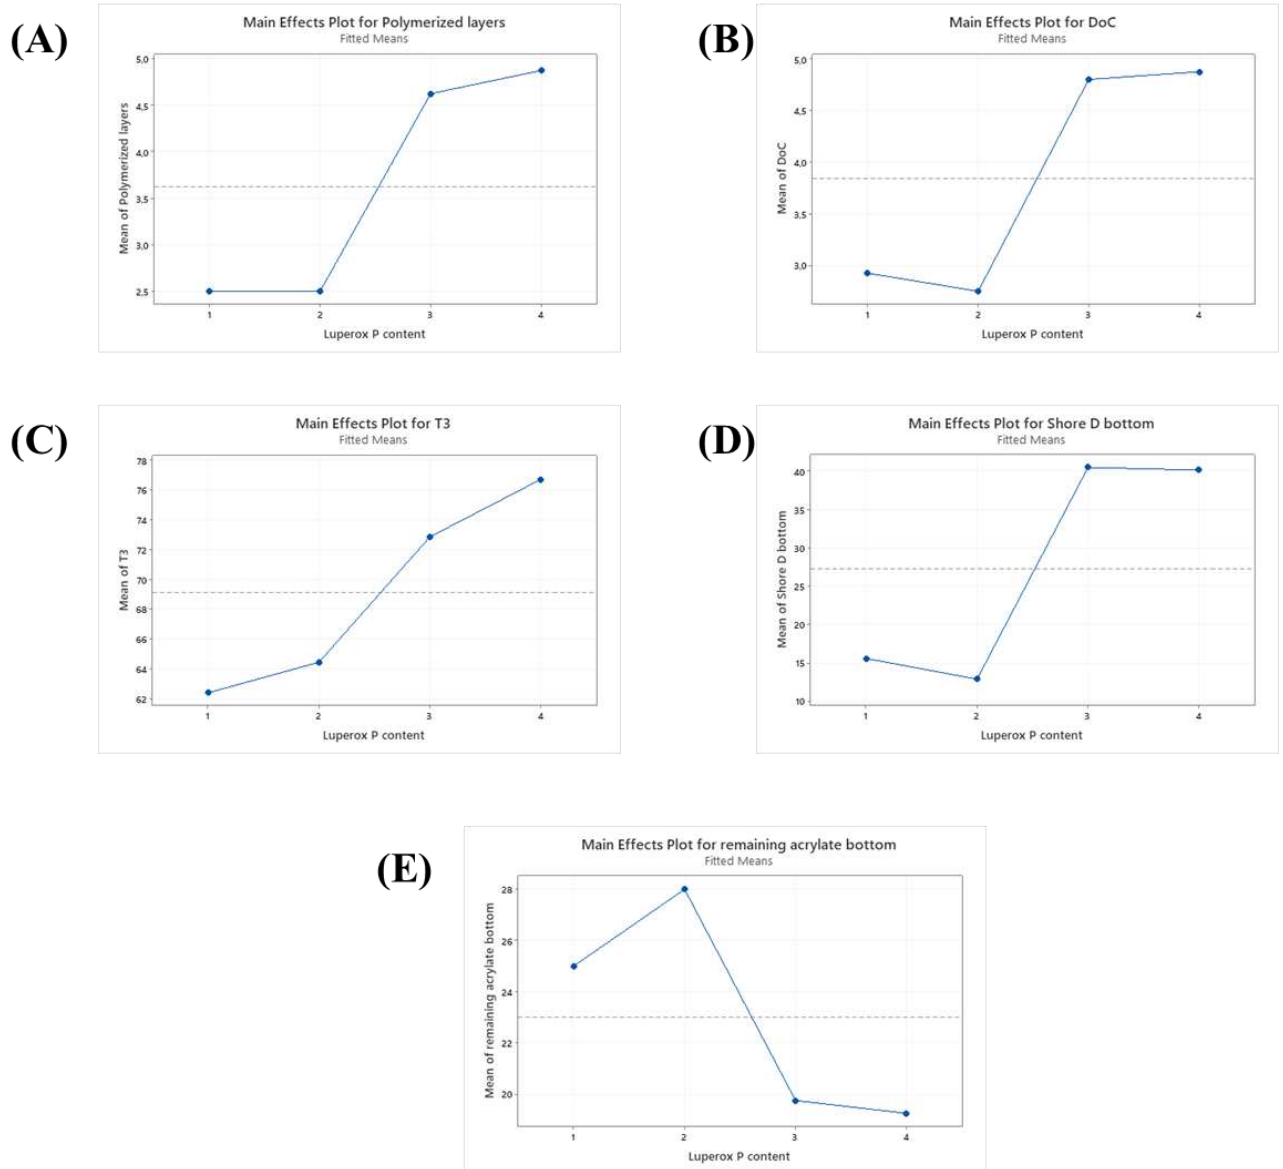 (A)
Main Effects Plot for Polymerized layers
Fitted Means
Mean of Polymerized layers
5,0
4,5
4,0
3,5
3,0
2,5
1 2 3 4
Luperox P content
(B)
Main Effects Plot for DoC
Fitted Means
Mean of DoC
5,0
4,5
4,0
3,5
3,0
1 2 3 4
Luperox P content
(C)
Main Effects Plot for T3
Fitted Means
Mean of T3
78
76
74
72
70
68
66
64
62
1 2 3 4
Luperox P content
(D)
Main Effects Plot for Shore D bottom
Fitted Means
Mean of Shore D bottom
40
35
30
25
20
15
10
1 2 3 4
Luperox P content
(E)
Main Effects Plot for remaining acrylate bottom
Fitted Means
Mean of remaining acrylate bottom
28
26
24
22
20
1 2 3 4
Luperox P content